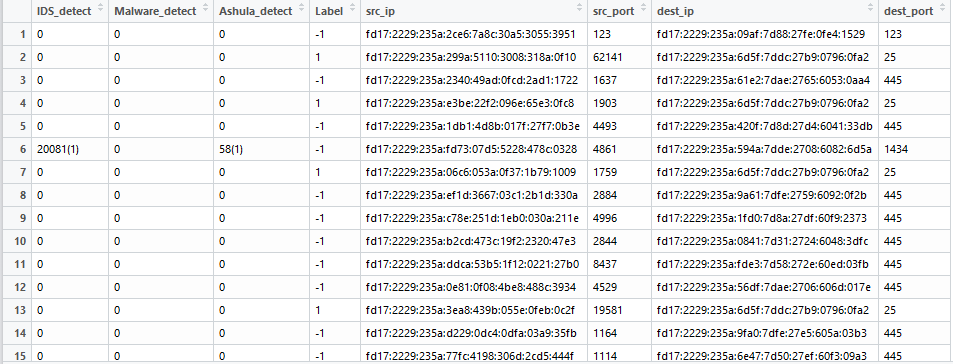 IDS_detect Malware_detect Ashula_detect Label src_ip src_port dest_ip dest_port
1 0 0 0 -1 fd17:2229:235a:2ce6:7a8c:30a5:3055:3951 123 fd17:2229:235a:09af:7d88:27fe:0fe4:1529 123
2 0 0 0 1 fd17:2229:235a:299a:5110:3008:318a:0f10 62141 fd17:2229:235a:6d5f:7ddc:27b9:0796:0fa2 25
3 0 0 0 -1 fd17:2229:235a:2340:49ad:0fcd:2ad1:1722 1637 fd17:2229:235a:61e2:7dae:2765:6053:0aa4 445
4 0 0 0 1 fd17:2229:235a:e3be:22f2:096e:65e3:0fc8 1903 fd17:2229:235a:6d5f:7ddc:27b9:0796:0fa2 25
5 0 0 0 -1 fd17:2229:235a:1db1:4d8b:017f:27f7:0b3e 4493 fd17:2229:235a:420f:7d8d:27d4:6041:33db 445
6 20081(1) 0 58(1) -1 fd17:2229:235a:fd73:07d5:5228:478c:0328 4861 fd17:2229:235a:594a:7dde:2708:6082:6d5a 1434
7 0 0 0 1 fd17:2229:235a:06c6:053a:0f37:1b79:1009 1759 fd17:2229:235a:6d5f:7ddc:27b9:0796:0fa2 25
8 0 0 0 -1 fd17:2229:235a:ef1d:3667:03c1:2b1d:330a 2884 fd17:2229:235a:9a61:7dfe:2759:6092:0f2b 445
9 0 0 0 -1 fd17:2229:235a:c78e:251d:1eb0:030a:211e 4996 fd17:2229:235a:1fd0:7d8a:27df:60f9:2373 445
10 0 0 0 -1 fd17:2229:235a:b2cd:473c:19f2:2320:47e3 2844 fd17:2229:235a:0841:7d31:2724:6048:3dfc 445
11 0 0 0 -1 fd17:2229:235a:ddca:53b5:1f12:0221:27b0 8437 fd17:2229:235a:fde3:7d58:272e:60ed:03fb 445
12 0 0 0 -1 fd17:2229:235a:0e81:0f08:4be8:488c:3934 4529 fd17:2229:235a:56df:7dae:2706:606d:017e 445
13 0 0 0 1 fd17:2229:235a:3ea8:439b:055e:0feb:0c2f 19581 fd17:2229:235a:6d5f:7ddc:27b9:0796:0fa2 25
14 0 0 0 -1 fd17:2229:235a:d229:0dc4:0dfa:03a9:35fb 1164 fd17:2229:235a:9fa0:7dfe:27e5:605a:03b3 445
15 0 0 0 -1 fd17:2229:235a:77fc:4198:306d:2cd5:444f 1114 fd17:2229:235a:6e47:7d50:27ef:60f3:09a3 445